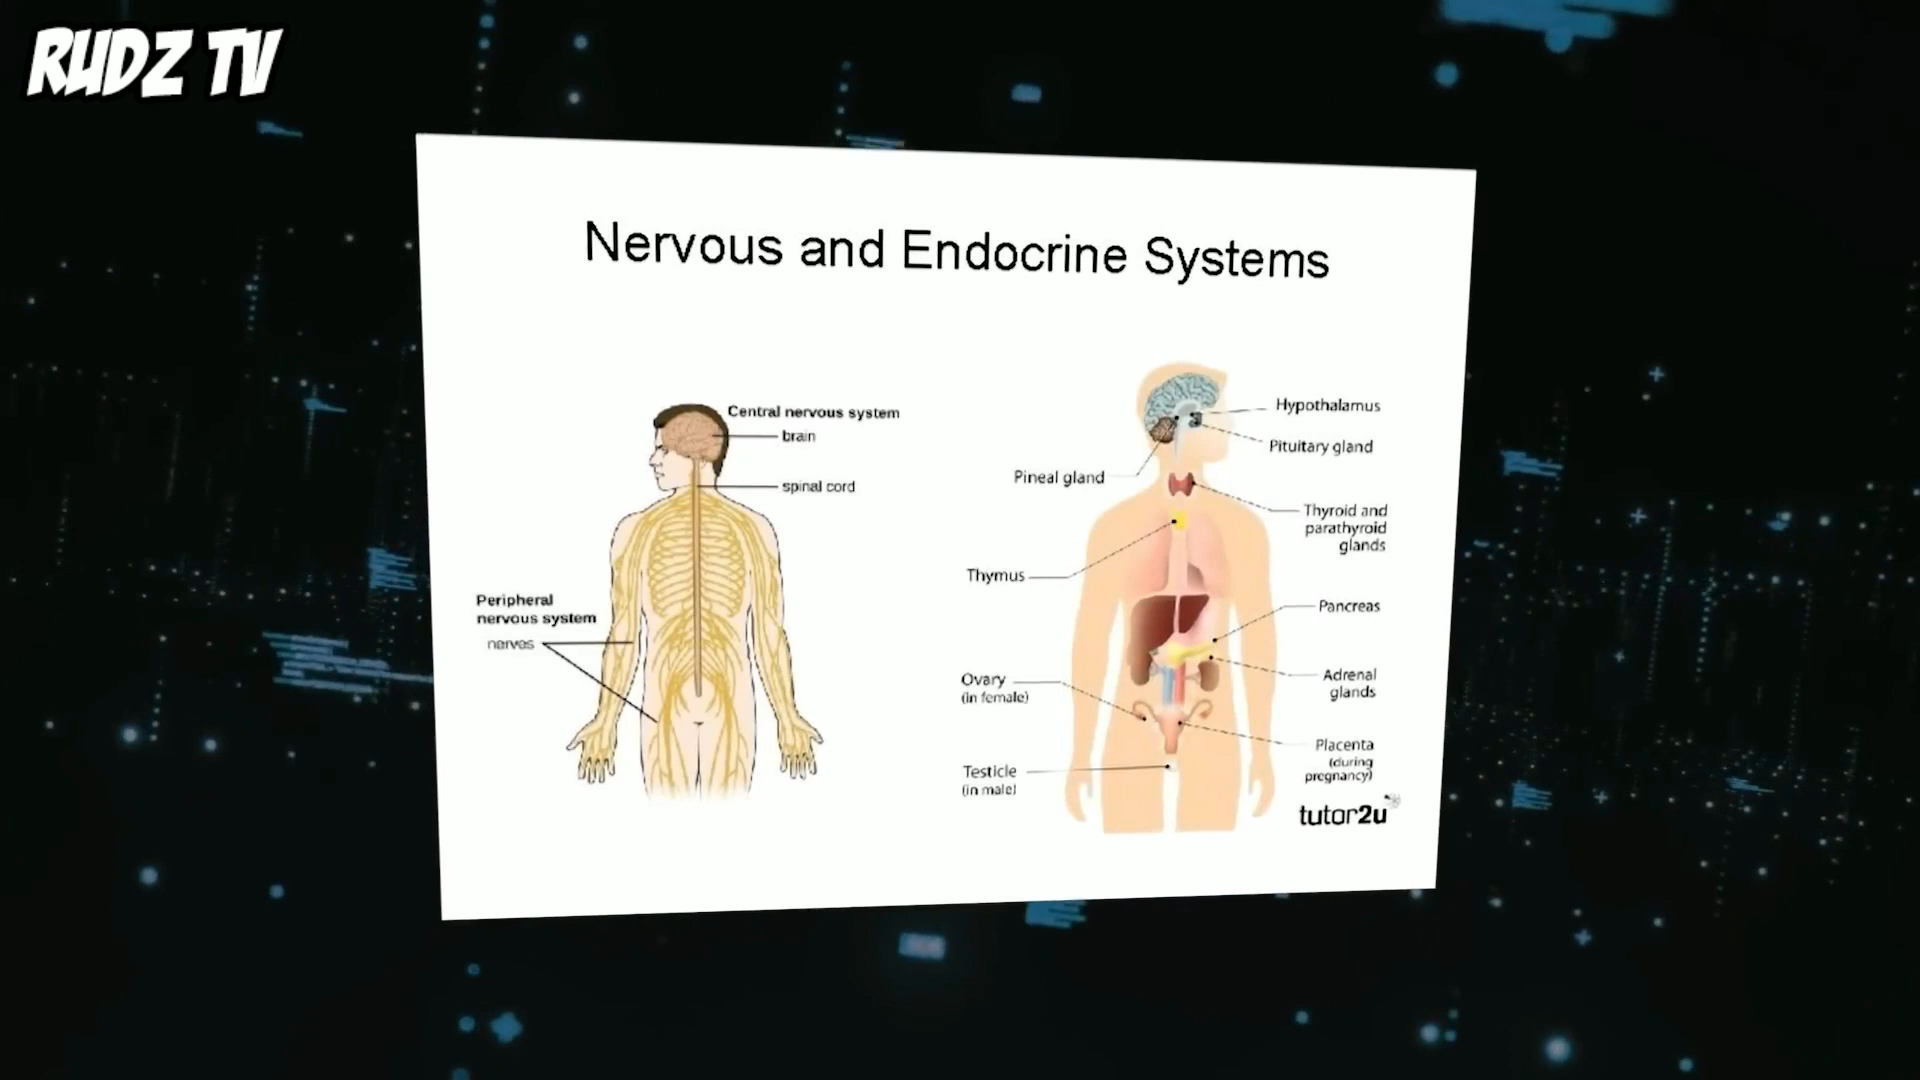 RUDZ TV
Nervous and Endocrine Systems
Central nervous system
brain
spinal cord
Peripheral
nervous system
nerves
Hypothalamus
Pituitary gland
Pineal gland
Thyroid and
parathyroid
glands
Thymus
Pancreas
Ovary
(in female)
Adrenal
glands
Placenta
(during
pregnancy)
Testicle
(in male)
tutor2u